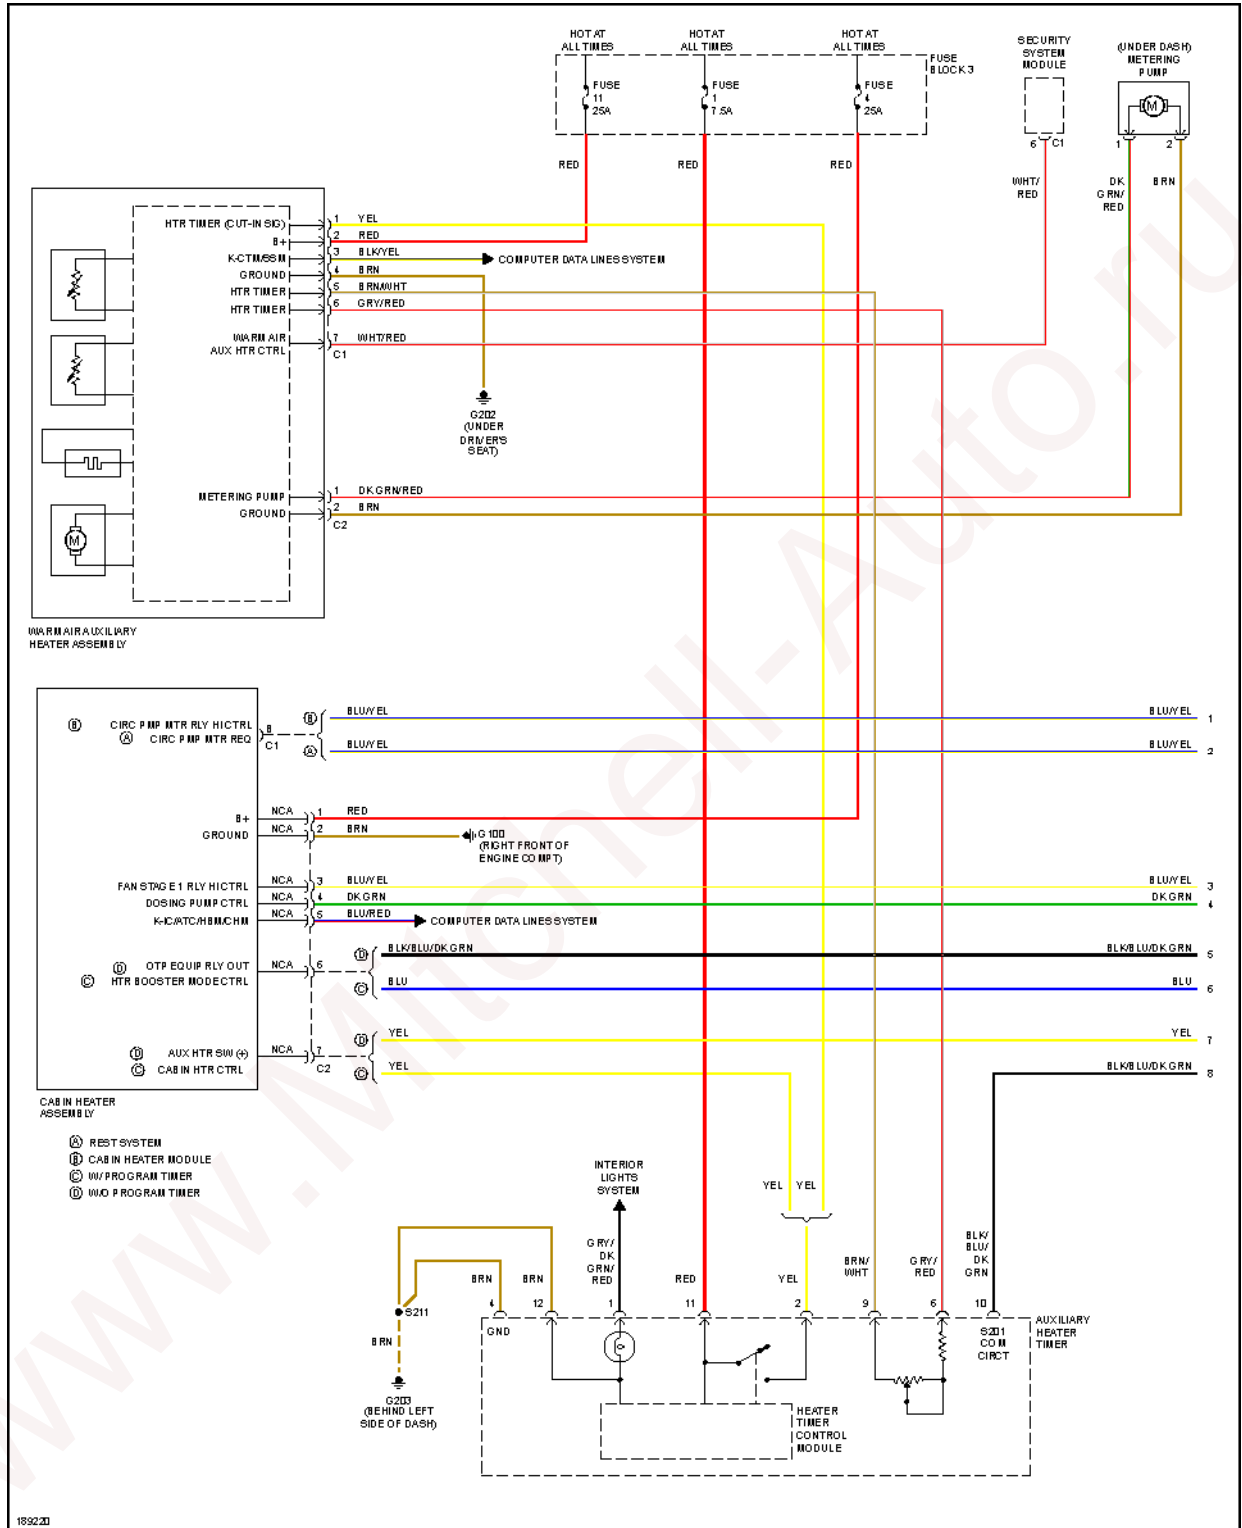 HOT AT
ALL TIMES
HOT AT
ALL TIMES
HOT AT
ALL TIMES
FUSE
BLOCK 3
FUSE
11
25A
FUSE
1
7.5A
FUSE
4
25A
SECURITY
SYSTEM
MODULE
(UNDER DASH)
METERING
PUMP
M
6 C1
1 2
RED
RED
RED
WHT/
RED
DK
GRN/
RED
BRN
HTR TIMER (CUT-IN SIG) 1 YEL
B+ 2 RED
K-CTM/SSM 3 BLK/YEL
COMPUTER DATA LINES SYSTEM
GROUND 4 BRN
HTR TIMER 5 BRN/WHT
HTR TIMER 6 GRY/RED
WARM AIR
AUX HTR CTRL
7 WHT/RED
C1
G202
(UNDER
DRIVER'S
SEAT)
METERING PUMP 1 DK GRN/RED
GROUND 2 BRN
C2
M
WARM AIR AUXILIARY
HEATER ASSEMBLY
B CIRC PMP MTR RLY HI CTRL
A CIRC PMP MTR REQ
8
C1
B BLU/YEL BLU/YEL 1
A BLU/YEL BLU/YEL 2
B+ NCA 1 RED
GROUND NCA 2 BRN
G100
(RIGHT FRONT OF
ENGINE COMPT)
FAN STAGE 1 RLY HI CTRL NCA 3 BLU/YEL BLU/YEL 3
DOSING PUMP CTRL NCA 4 DK GRN DK GRN 4
K-IC/ATC/HBM/CHM NCA 5 BLU/RED
COMPUTER DATA LINES SYSTEM
D OTP EQUIP RLY OUT
C HTR BOOSTER MODE CTRL
NCA 6
D BLK/BLU/DK GRN BLK/BLU/DK GRN 5
C BLU BLU 6
D AUX HTR SW (+)
C CABIN HTR CTRL
NCA 7
C2
D YEL YEL 7
C YEL
BLK/BLU/DK GRN 8
CABIN HEATER
ASSEMBLY
A REST SYSTEM
B CABIN HEATER MODULE
C W/ PROGRAM TIMER
D W/O PROGRAM TIMER
INTERIOR
LIGHTS
SYSTEM
YEL YEL
GRY/
DK
GRN/
RED
BRN BRN
RED
YEL
BRN/
WHT
GRY/
RED
BLK/
BLU/
DK
GRN
4 12 1 11 2 9 6 10
S211
BRN
G203
(BEHIND LEFT
SIDE OF DASH)
GND
S201
COM
CIRCT
AUXILIARY
HEATER
TIMER
HEATER
TIMER
CONTROL
MODULE
189220
www.Mitchell-Auto.ru